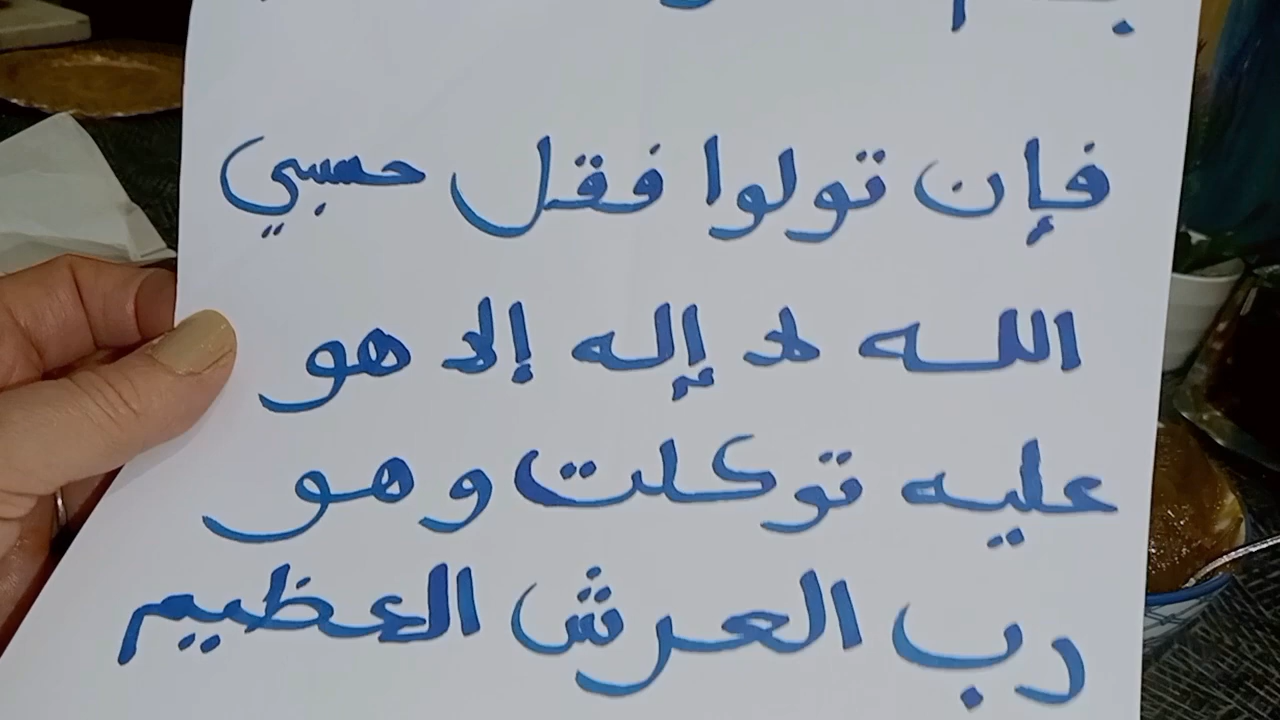 فإن تولوا فقل حسبي
الله لا إله إلا هو
عليه توكلت وهو
رب العرش العظيم